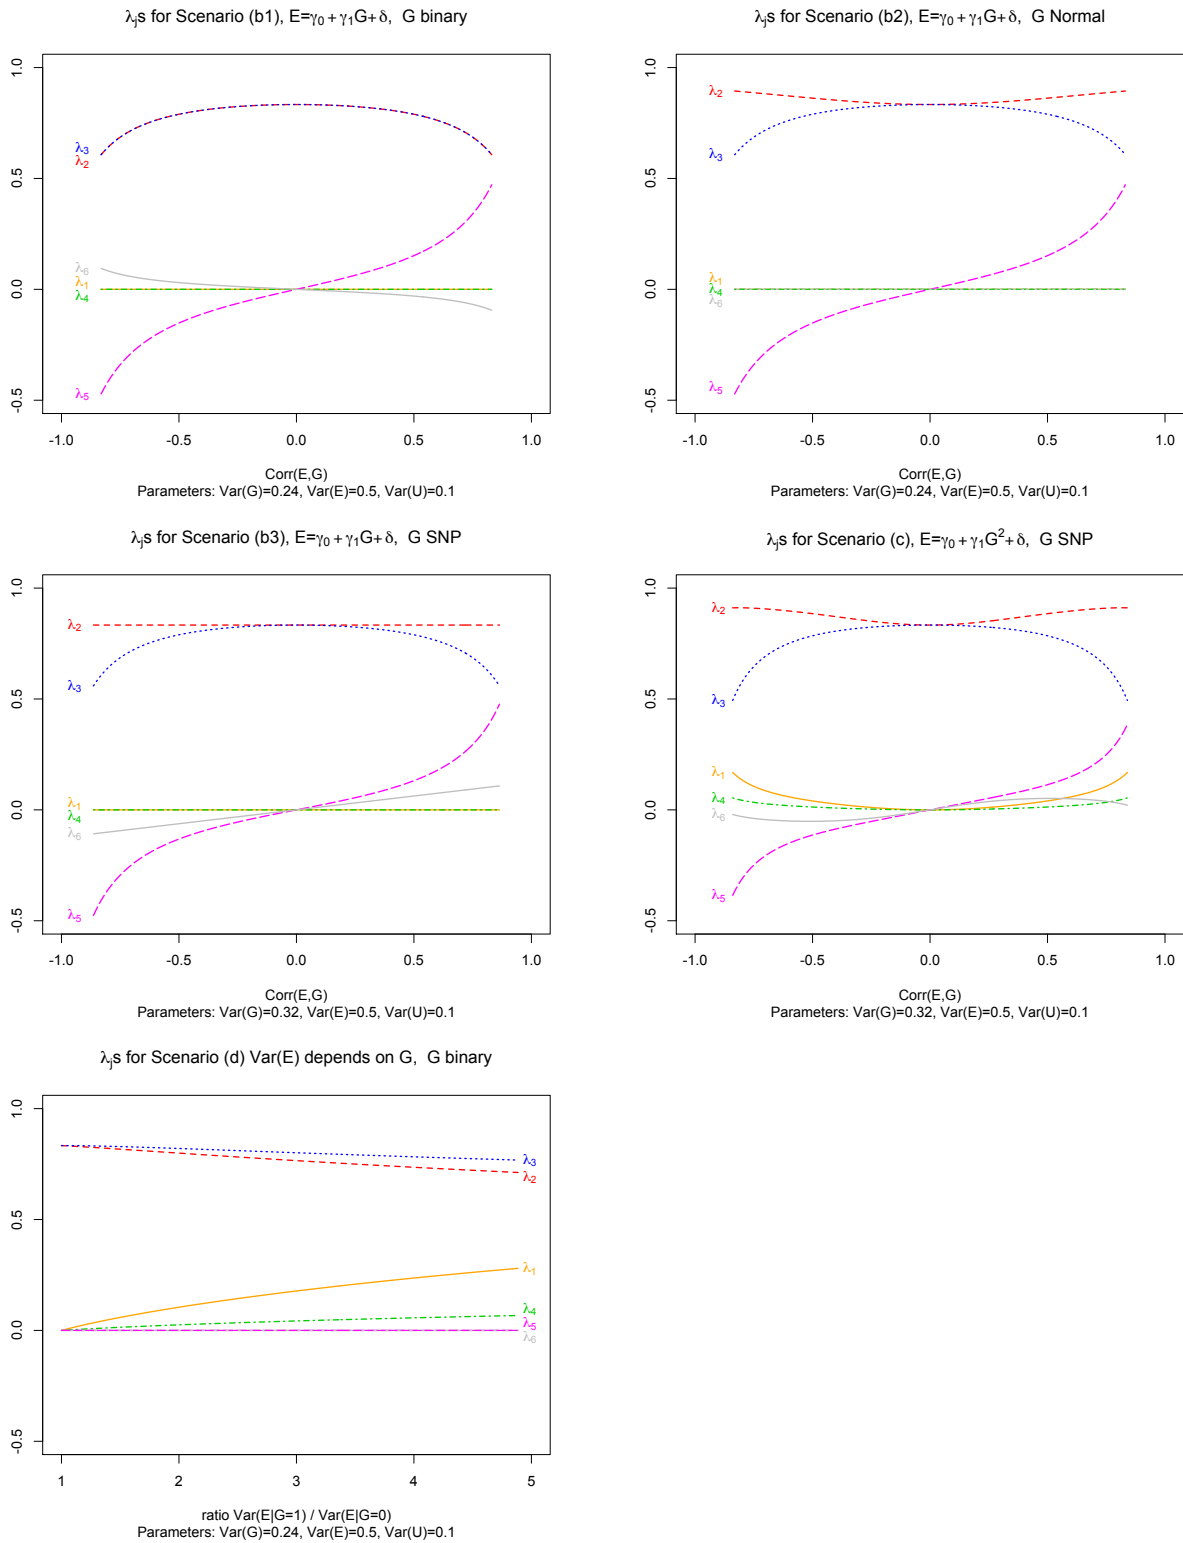 λⱼs for Scenario (b1), E=γ₀ + γ₁G + δ, G binary
1.0
0.5
0.0
-0.5
λ₃
λ₂
λ₆
λ₁
λ₄
λ₅
-1.0 -0.5 0.0 0.5 1.0
Corr(E,G)
Parameters: Var(G)=0.24, Var(E)=0.5, Var(U)=0.1
λⱼs for Scenario (b2), E=γ₀ + γ₁G + δ, G Normal
1.0
0.5
0.0
-0.5
λ₂
λ₃
λ₁
λ₄
λ₆
λ₅
-1.0 -0.5 0.0 0.5 1.0
Corr(E,G)
Parameters: Var(G)=0.24, Var(E)=0.5, Var(U)=0.1
λⱼs for Scenario (b3), E=γ₀ + γ₁G + δ, G SNP
1.0
0.5
0.0
-0.5
λ₂
λ₃
λ₁
λ₄
λ₆
λ₅
-1.0 -0.5 0.0 0.5 1.0
Corr(E,G)
Parameters: Var(G)=0.32, Var(E)=0.5, Var(U)=0.1
λⱼs for Scenario (c), E=γ₀ + γ₁G² + δ, G SNP
1.0
0.5
0.0
-0.5
λ₂
λ₃
λ₁
λ₄
λ₆
λ₅
-1.0 -0.5 0.0 0.5 1.0
Corr(E,G)
Parameters: Var(G)=0.32, Var(E)=0.5, Var(U)=0.1
λⱼs for Scenario (d) Var(E) depends on G, G binary
1.0
0.5
0.0
-0.5
λ₃
λ₂
λ₁
λ₄
λ₅
λ₆
1 2 3 4 5
ratio Var(E|G=1) / Var(E|G=0)
Parameters: Var(G)=0.24, Var(E)=0.5, Var(U)=0.1